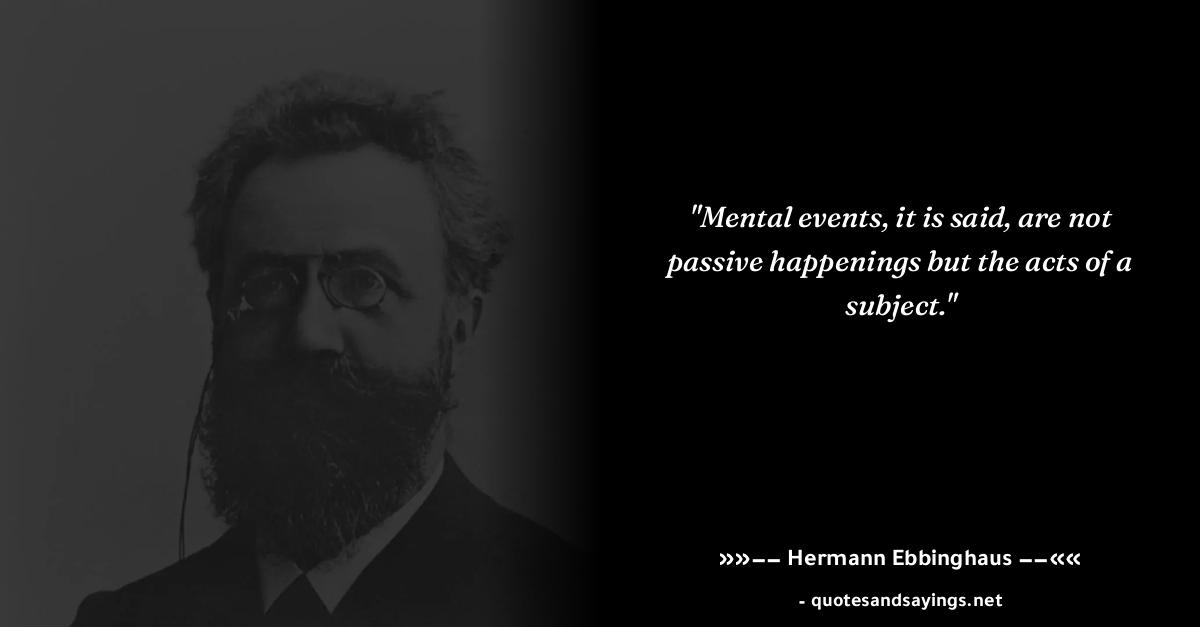 "Mental events, it is said, are not
passive happenings but the acts of a
subject."
»»−− Hermann Ebbinghaus −−««
- quotesandsayings.net